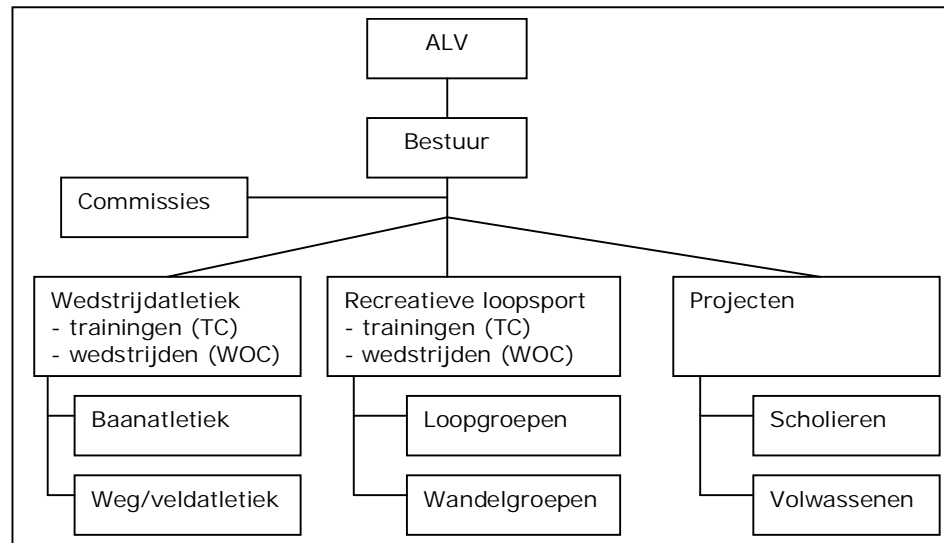 ALV
Bestuur
Commissies
Wedstrijdatletiek
- trainingen (TC)
- wedstrijden (WOC)
Recreatieve loopsport
- trainingen (TC)
- wedstrijden (WOC)
Projecten
Baanatletiek
Loopgroepen
Scholieren
Weg/veldatletiek
Wandelgroepen
Volwassenen